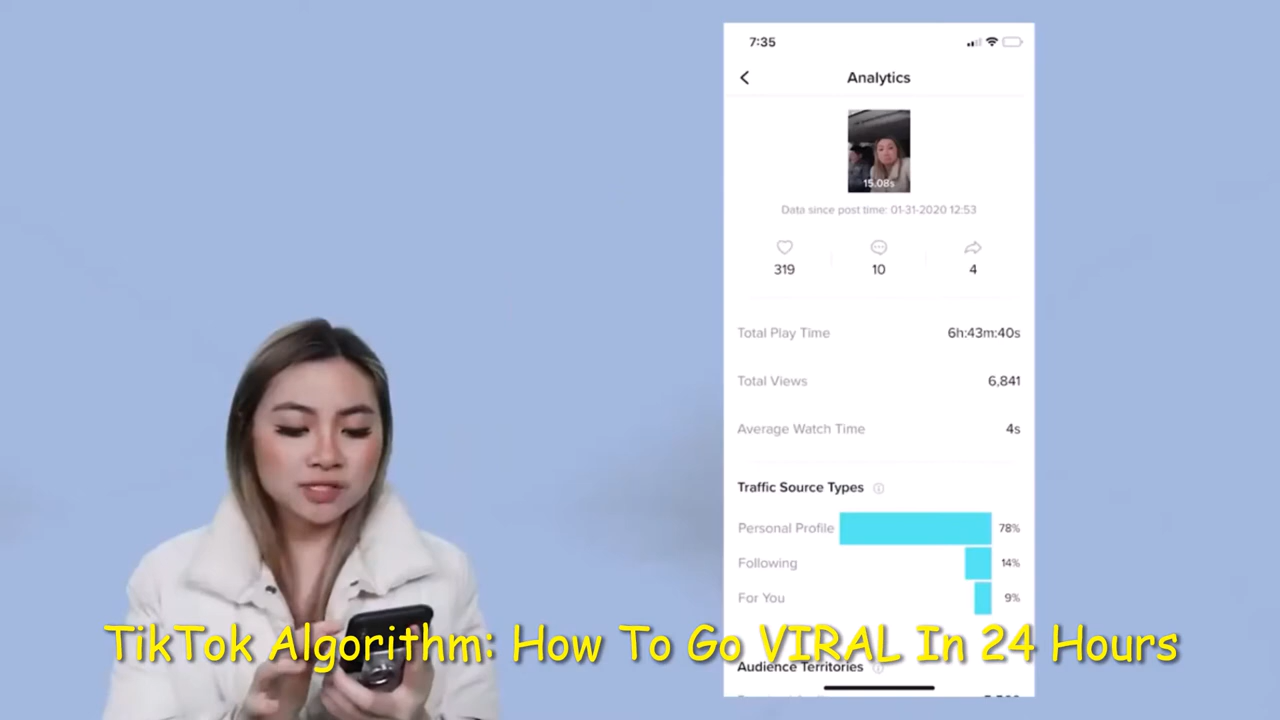 7:35
Analytics
15.08s
Data since post time: 01-31-2020 12:53
319 10 4
Total Play Time 6h:43m:40s
Total Views 6,841
Average Watch Time 4s
Traffic Source Types
Personal Profile 78%
Following 14%
For You 9%
TikTok Algorithm: How To Go VIRAL In 24 Hours
Audience Territories